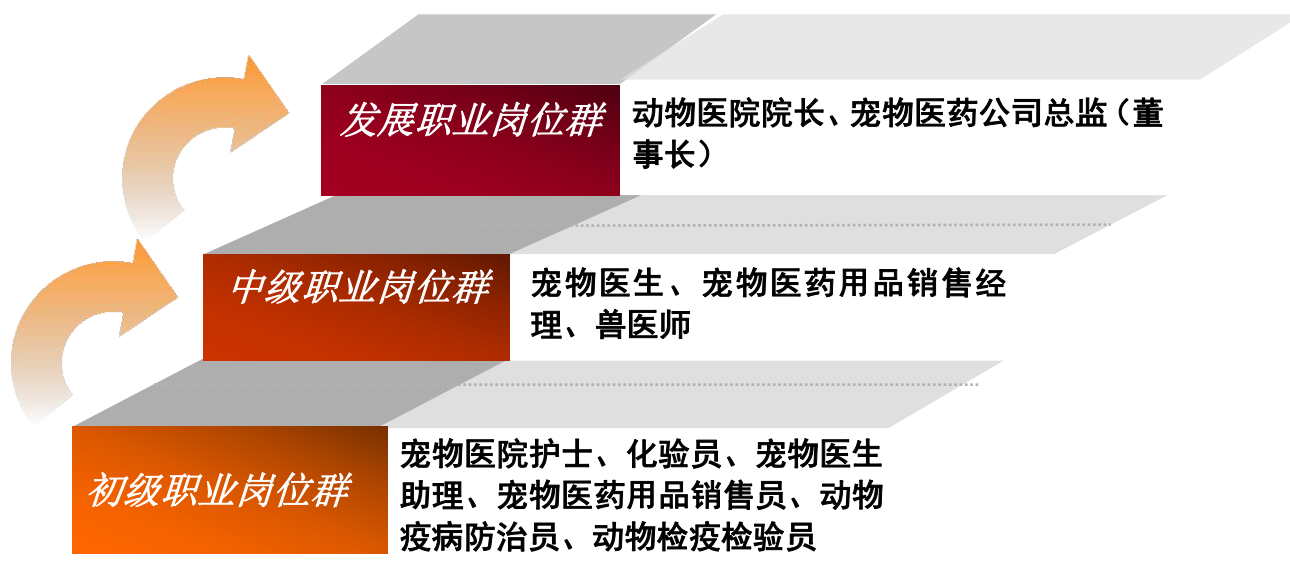 发展职业岗位群
动物医院院长、宠物医药公司总监（董
事长）
中级职业岗位群
宠物医生、宠物医药用品销售经
理、兽医师
初级职业岗位群
宠物医院护士、化验员、宠物医生
助理、宠物医药用品销售员、动物
疫病防治员、动物检疫检验员